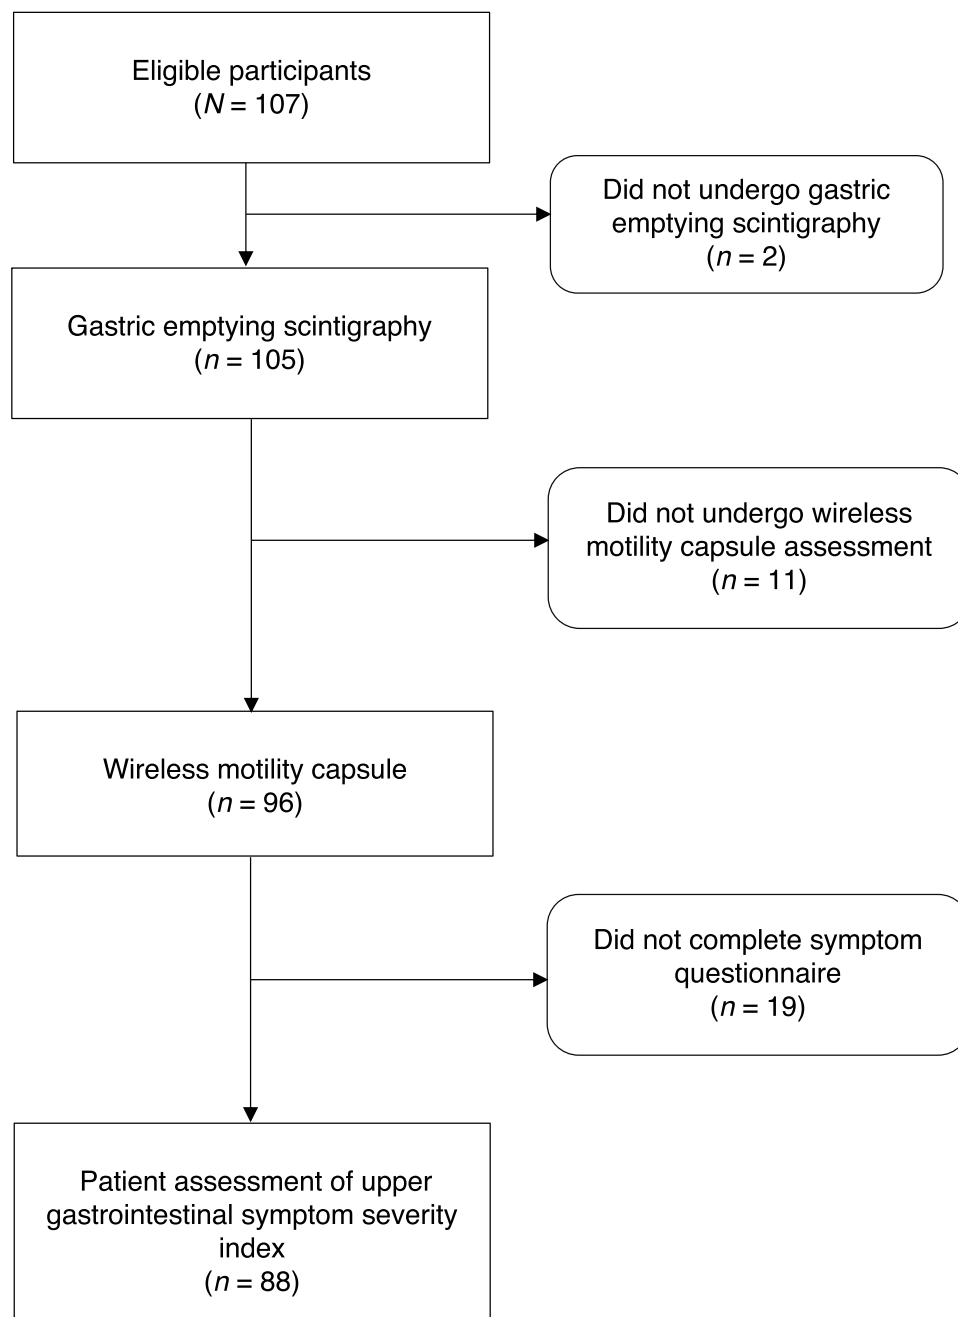 Eligible participants
(N = 107)
Did not undergo gastric
emptying scintigraphy
(n = 2)
Gastric emptying scintigraphy
(n = 105)
Did not undergo wireless
motility capsule assessment
(n = 11)
Wireless motility capsule
(n = 96)
Did not complete symptom
questionnaire
(n = 19)
Patient assessment of upper
gastrointestinal symptom severity
index
(n = 88)